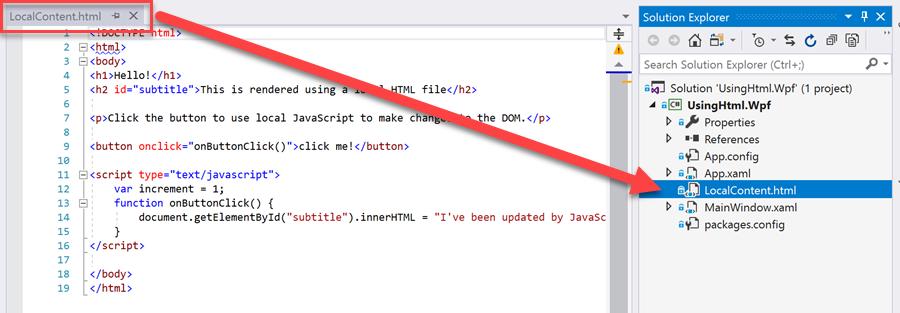 LocalContent.html
1 <!DOCTYPE html>
2 <html>
3 <body>
4 <h1>Hello!</h1>
5 <h2 id="subtitle">This is rendered using a local HTML file</h2>
6
7 <p>Click the button to use local JavaScript to make changes to the DOM.</p>
8
9 <button onclick="onButtonClick()">click me!</button>
10
11 <script type="text/javascript">
12 var increment = 1;
13 function onButtonClick() {
14 document.getElementById("subtitle").innerHTML = "I've been updated by JavaSc
15 }
16 </script>
17
18 </body>
19 </html>
Solution Explorer
Search Solution Explorer (Ctrl+;)
Solution 'UsingHtml.Wpf' (1 project)
UsingHtml.Wpf
Properties
References
App.config
App.xaml
LocalContent.html
MainWindow.xaml
packages.config